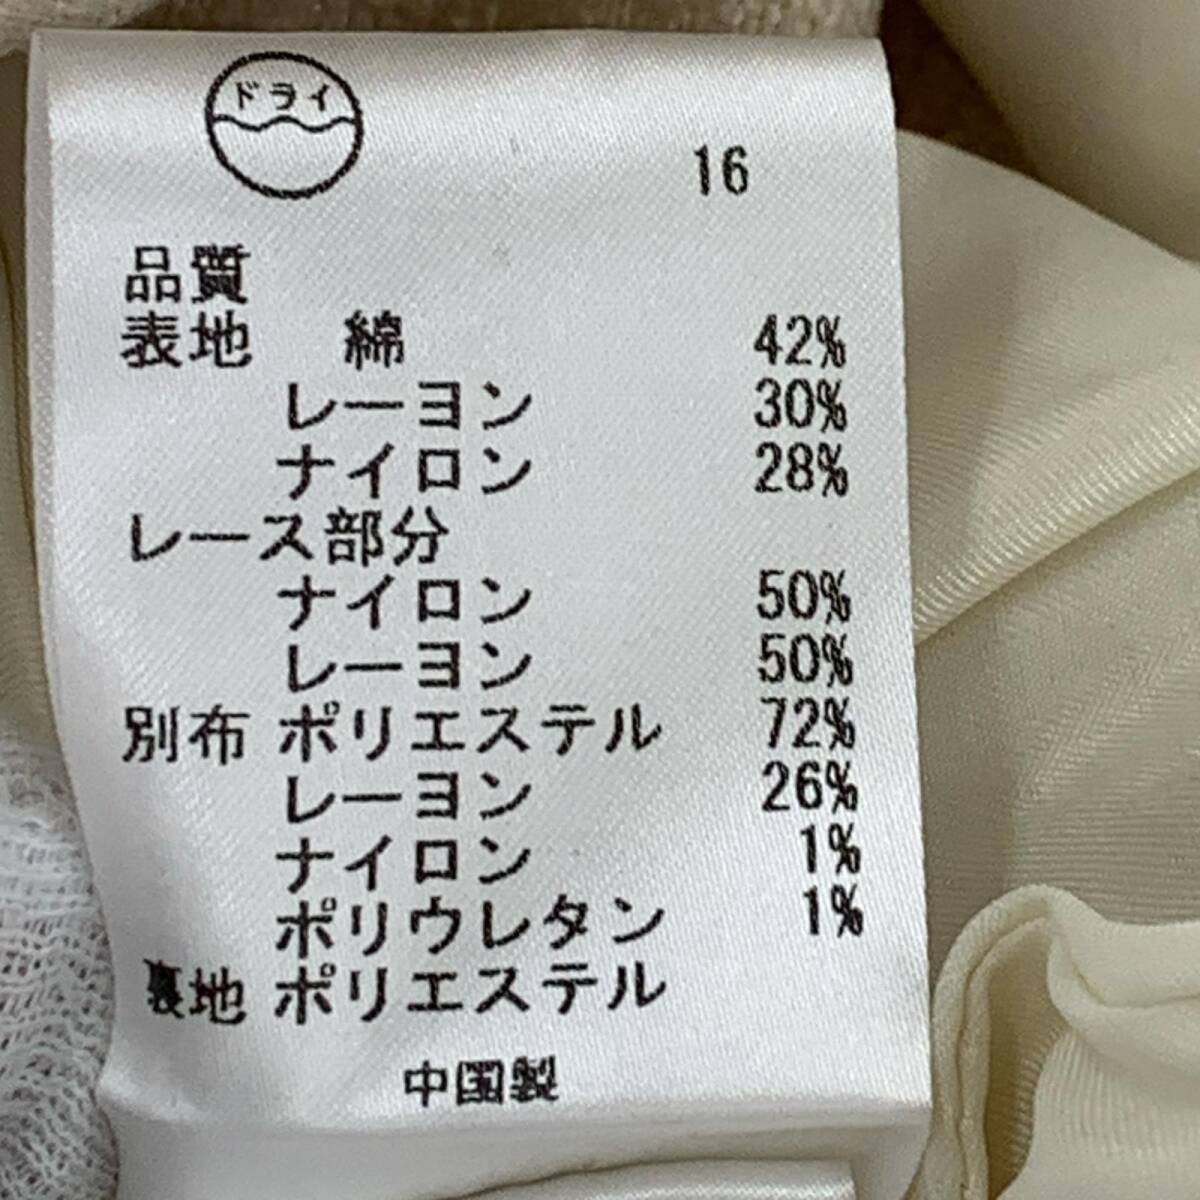 ドライ
16
品質
表地 綿 42%
レーヨン 30%
ナイロン 28%
レース部分
ナイロン 50%
レーヨン 50%
別布 ポリエステル 72%
レーヨン 26%
ナイロン 1%
ポリウレタン 1%
裏地 ポリエステル
中国製